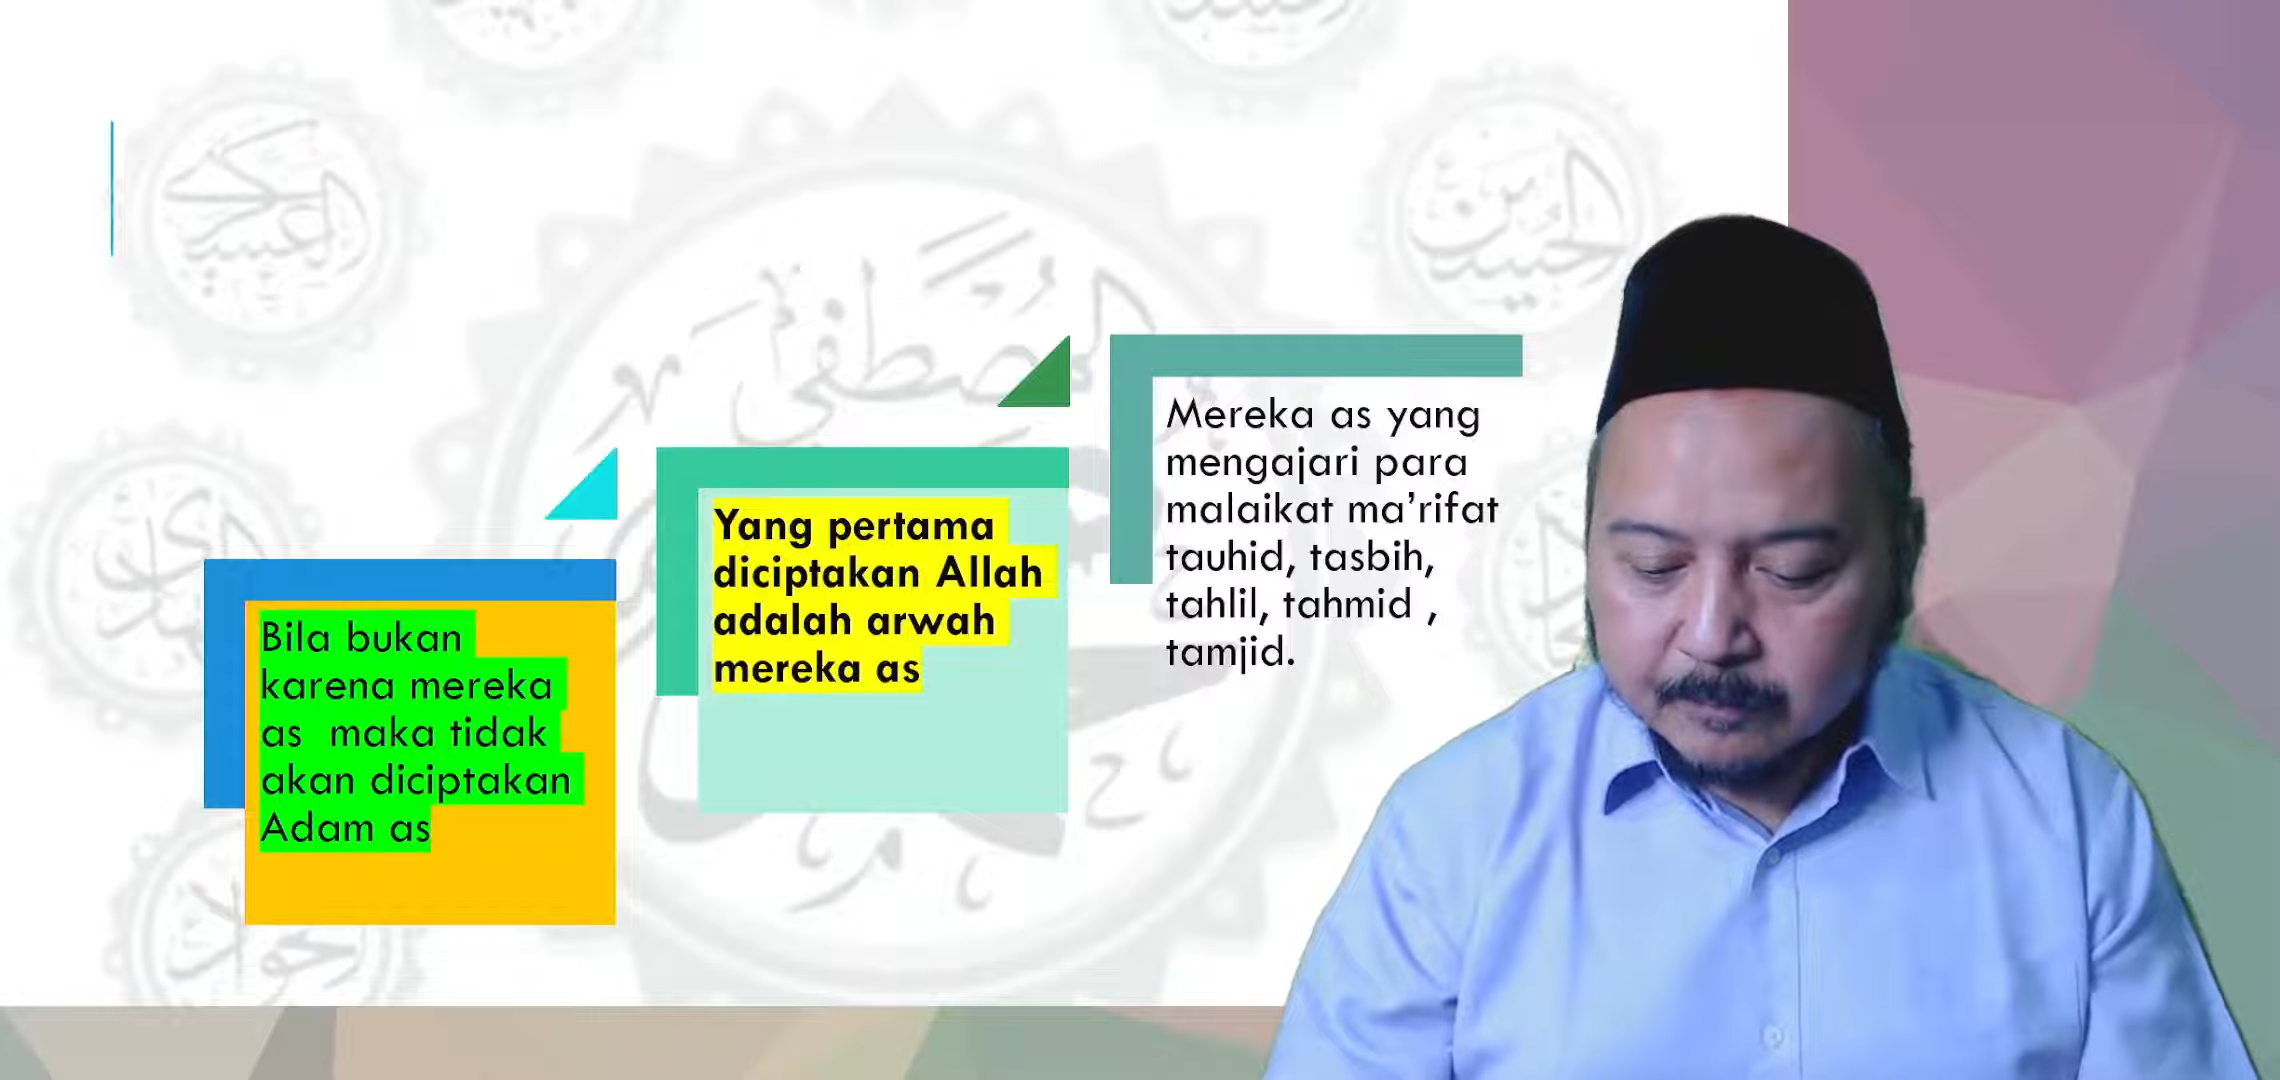 Bila bukan
karena mereka
as maka tidak
akan diciptakan
Adam as
Yang pertama
diciptakan Allah
adalah arwah
mereka as
Mereka as yang
mengajari para
malaikat ma’rifat
tauhid, tasbih,
tahlil, tahmid ,
tamjid.